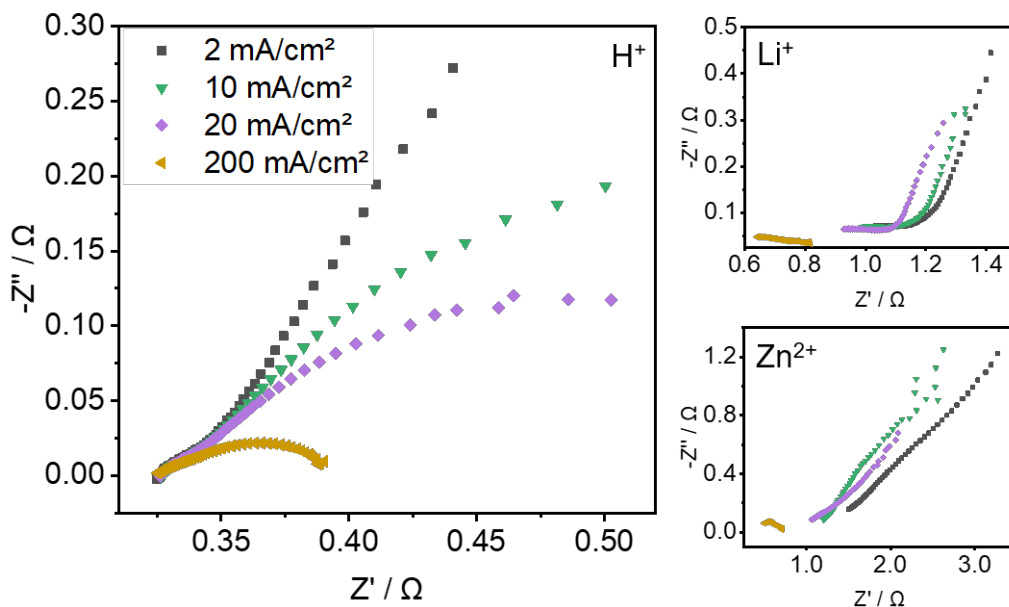 0.30
0.25
0.20
0.15
0.10
0.05
0.00
-Z" / Ω
2 mA/cm²
10 mA/cm²
20 mA/cm²
200 mA/cm²
H⁺
0.35
0.40
0.45
0.50
Z' / Ω
0.5
0.4
0.3
0.2
0.1
-Z" / Ω
Li⁺
0.6
0.8
1.0
1.2
1.4
Z' / Ω
1.2
0.8
0.4
0.0
-Z" / Ω
Zn²⁺
1.0
2.0
3.0
Z' / Ω